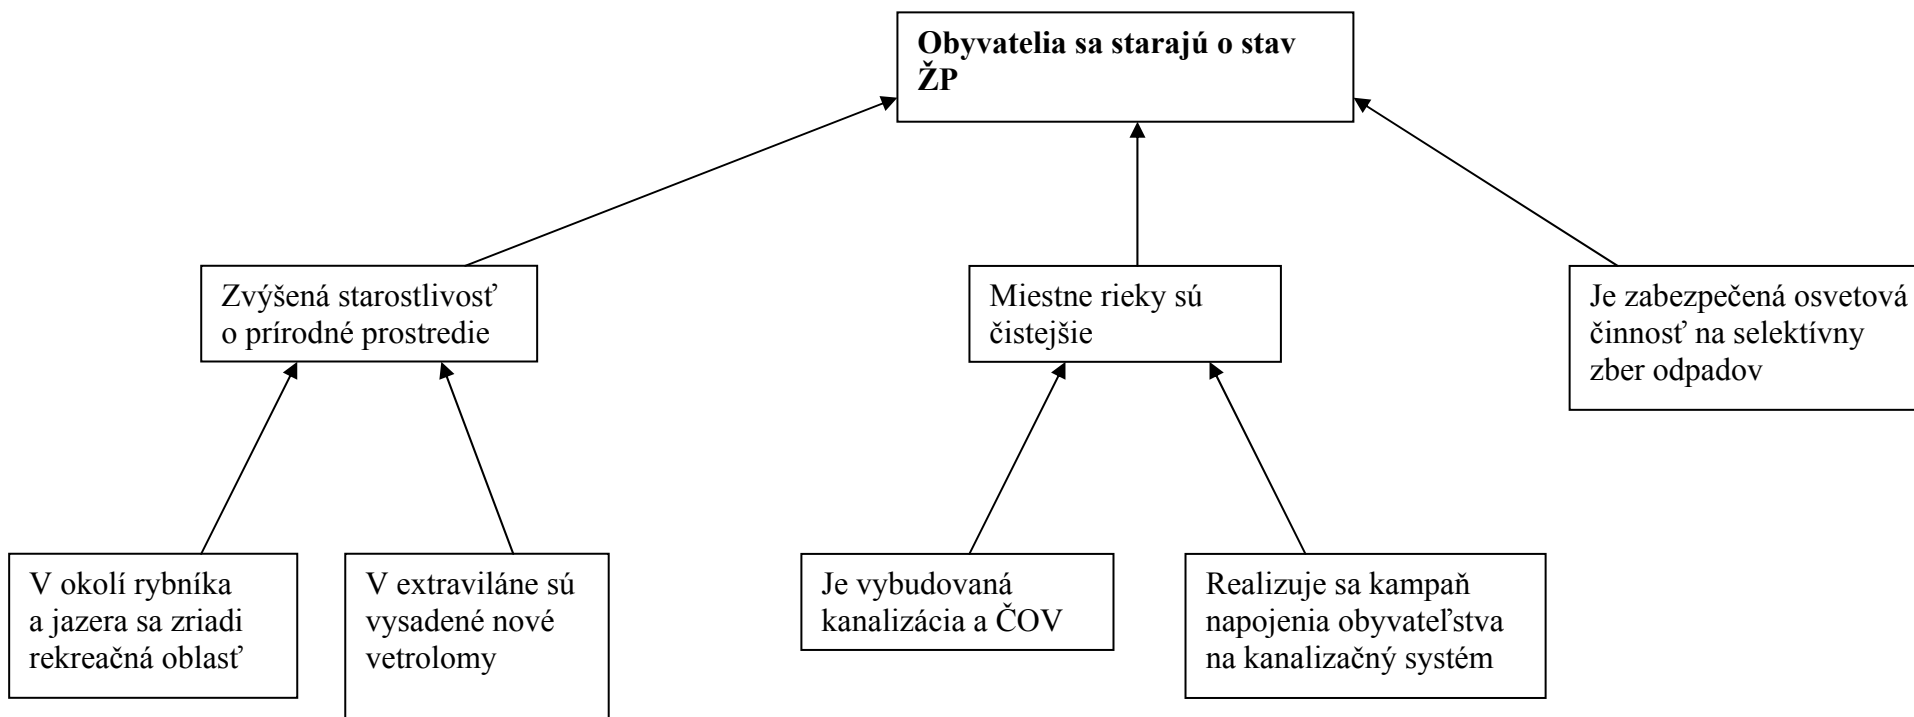 Obyvatelia sa starajú o stav
ŽP
Zvýšená starostlivosť
o prírodné prostredie
Miestne rieky sú
čistejšie
Je zabezpečená osvetová
činnosť na selektívny
zber odpadov
V okolí rybníka
a jazera sa zriadi
rekreačná oblasť
V extraviláne sú
vysadené nové
vetrolomy
Je vybudovaná
kanalizácia a ČOV
Realizuje sa kampaň
napojenia obyvateľstva
na kanalizačný systém